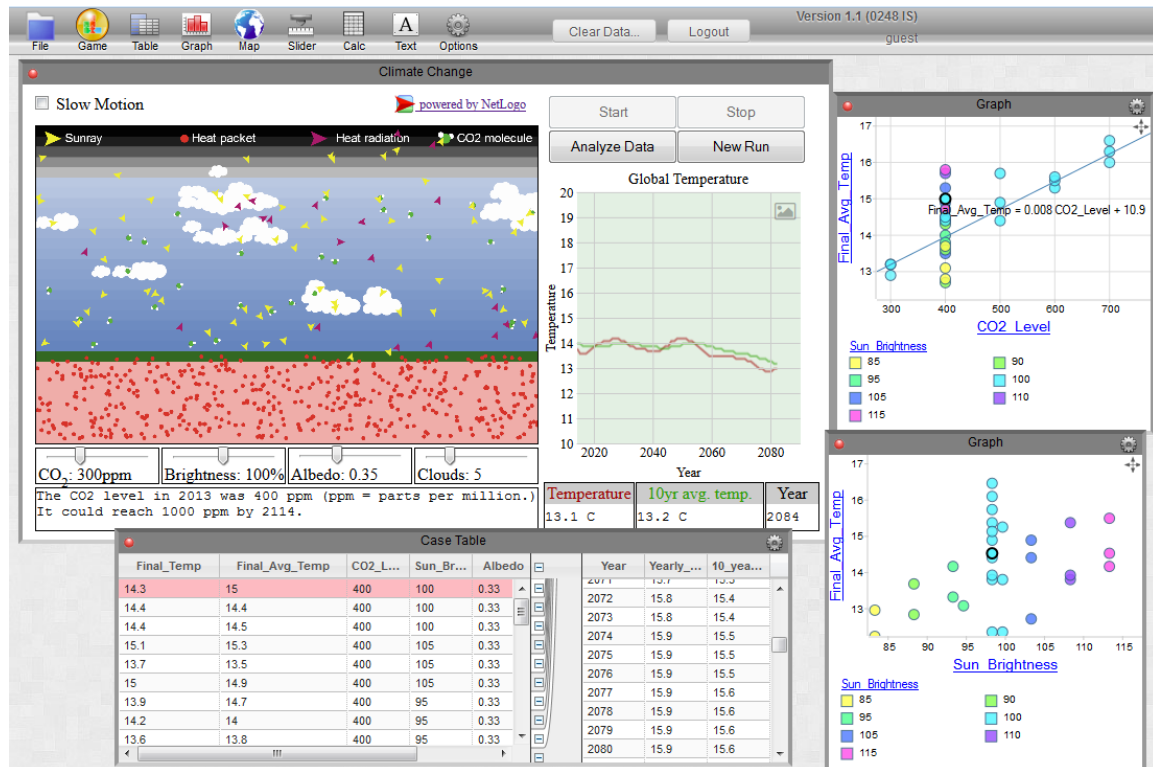 Version 1.1 (0248 IS)
File Game Table Graph Map Slider Calc Text Options Clear Data... Logout guest
Climate Change
Slow Motion powered by NetLogo
Sunray Heat packet Heat radiation CO2 molecule
Start Stop
Analyze Data New Run
Global Temperature
20
19
18
17
16
15
14
13
12
11
10
Temperature
2020 2040 2060 2080
Year
CO2: 300ppm Brightness: 100% Albedo: 0.35 Clouds: 5
The CO2 level in 2013 was 400 ppm (ppm = parts per million.)
It could reach 1000 ppm by 2114.
Temperature 10yr avg. temp. Year
13.1 C 13.2 C 2084
Graph
17
16
15
14
13
Final_Avg_Temp
Final_Avg_Temp = 0.008 CO2_Level + 10.9
300 400 500 600 700
CO2_Level
Sun_Brightness
85 90
95 100
105 110
115
Graph
17
16
15
14
13
Final_Avg_Temp
85 90 95 100 105 110 115
Sun_Brightness
Sun_Brightness
85 90
95 100
105 110
115
Case Table
Final_Temp Final_Avg_Temp CO2_L... Sun_Br... Albedo
14.3 15 400 100 0.33
14.4 14.4 400 100 0.33
14.4 14.5 400 100 0.33
15.1 15.3 400 105 0.33
13.7 13.5 400 105 0.33
15 14.9 400 105 0.33
13.9 14.7 400 95 0.33
14.2 14 400 95 0.33
13.6 13.8 400 95 0.33
Year Yearly_... 10_yea...
2072 15.8 15.4
2073 15.8 15.4
2074 15.9 15.5
2075 15.9 15.5
2076 15.9 15.5
2077 15.9 15.6
2078 15.9 15.6
2079 15.9 15.6
2080 15.9 15.6